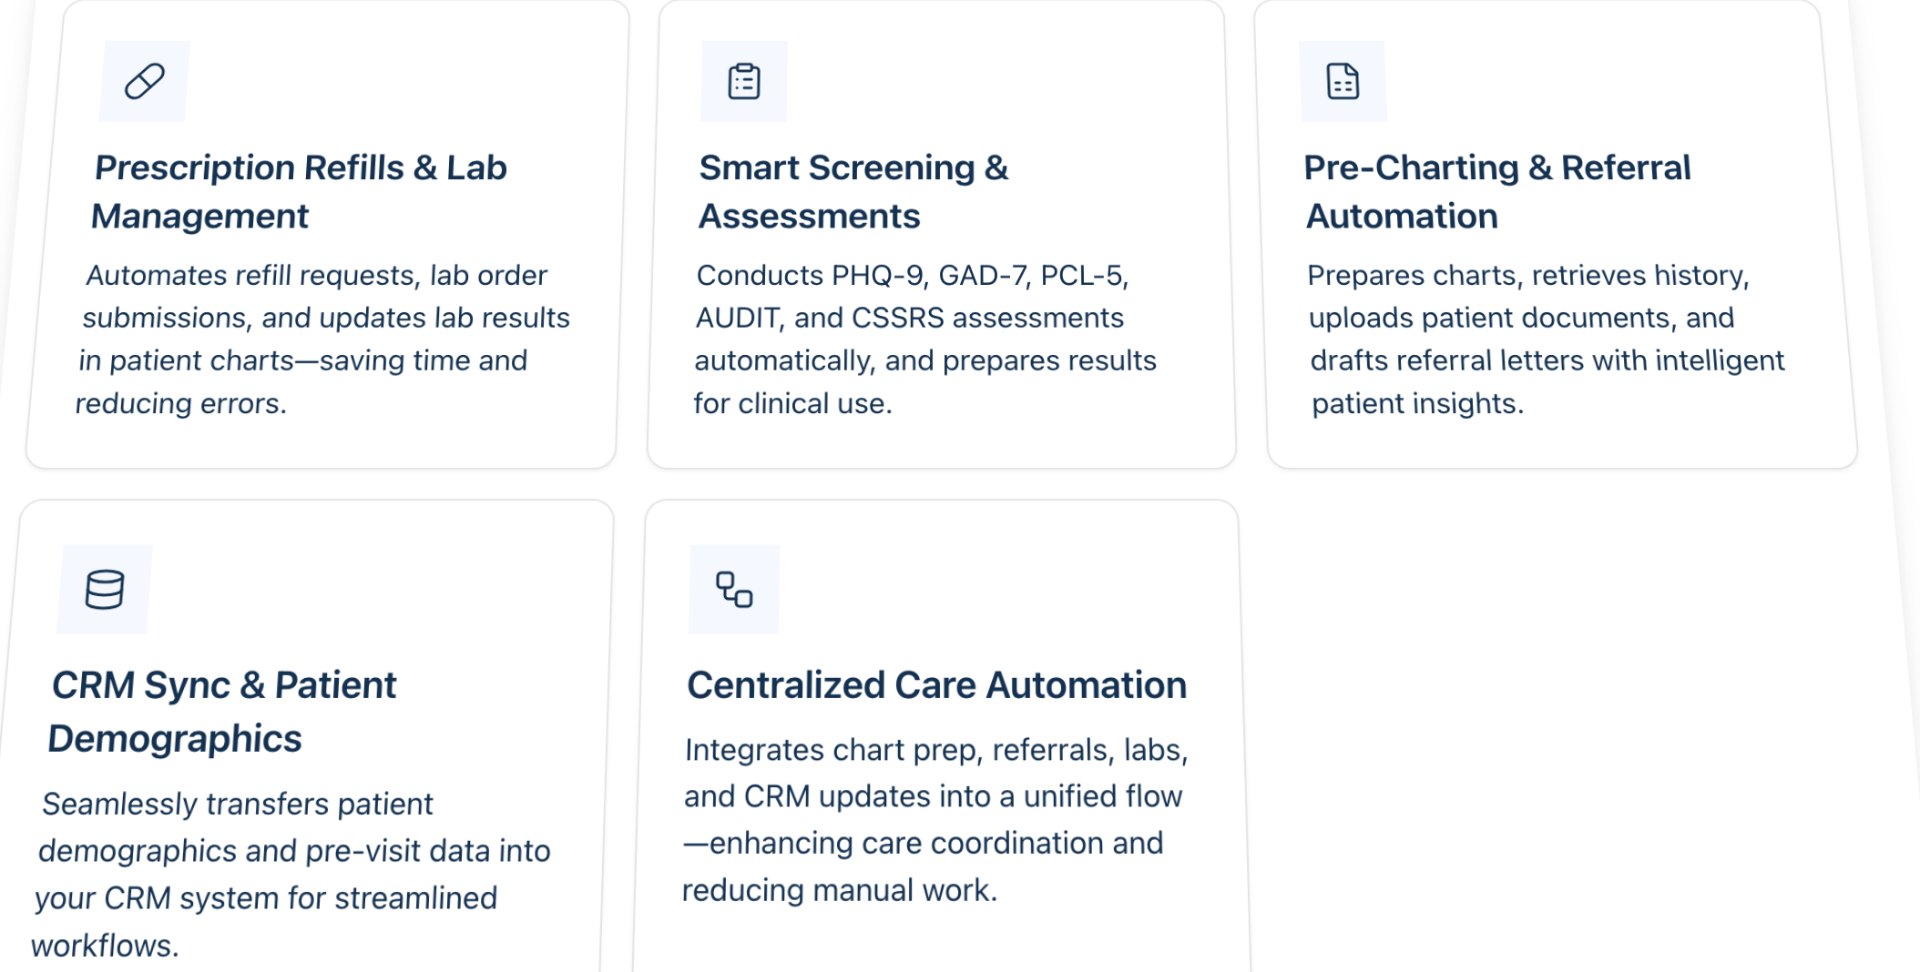 Prescription Refills & Lab
Management
Automates refill requests, lab order
submissions, and updates lab results
in patient charts—saving time and
reducing errors.
Smart Screening &
Assessments
Conducts PHQ-9, GAD-7, PCL-5,
AUDIT, and CSSRS assessments
automatically, and prepares results
for clinical use.
Pre-Charting & Referral
Automation
Prepares charts, retrieves history,
uploads patient documents, and
drafts referral letters with intelligent
patient insights.
CRM Sync & Patient
Demographics
Seamlessly transfers patient
demographics and pre-visit data into
your CRM system for streamlined
workflows.
Centralized Care Automation
Integrates chart prep, referrals, labs,
and CRM updates into a unified flow
—enhancing care coordination and
reducing manual work.